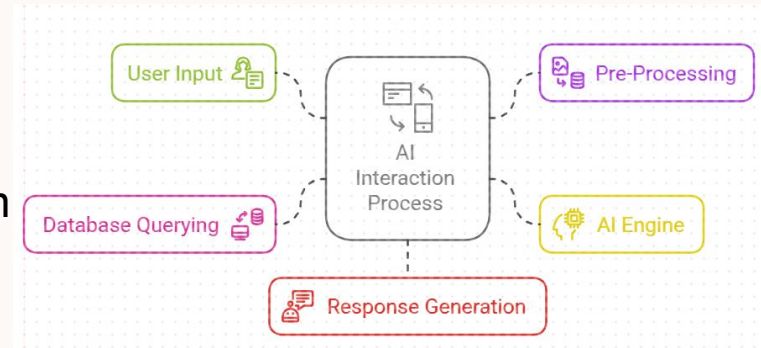 User Input
Pre-Processing
AI
Interaction
Process
n
Database Querying
AI Engine
Response Generation